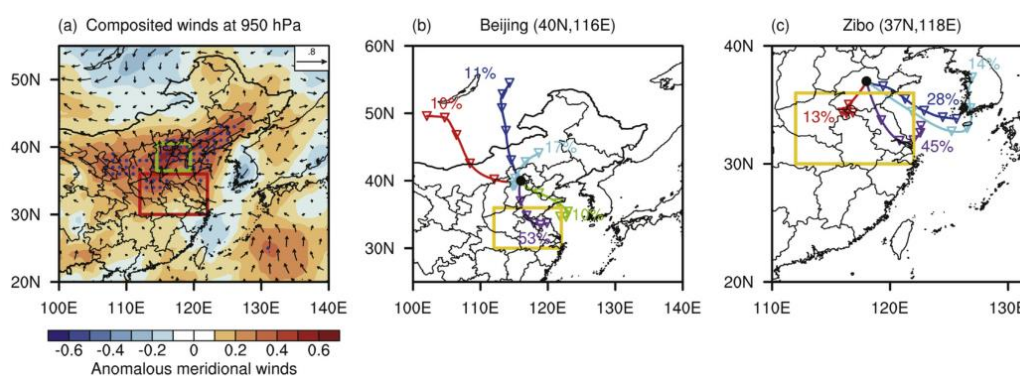 (a) Composited winds at 950 hPa
.8
50N
40N
30N
20N
100E 110E 120E 130E 140E
-0.6 -0.4 -0.2 0 0.2 0.4 0.6
Anomalous meridional winds
(b) Beijing (40N,116E)
60N
50N
40N
30N
100E 110E 120E 130E 140E
11%
10%
17%
10%
53%
(c) Zibo (37N,118E)
40N
30N
20N
110E 120E 130E
14%
28%
13%
45%